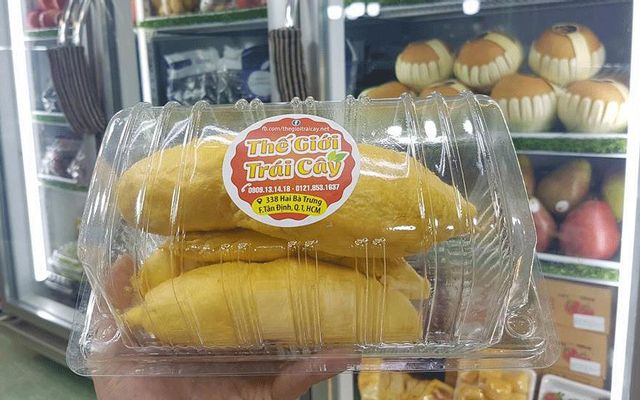 fb.com/thegioitraicay.net
Thế Giới
Trái Cây
0909.13.14.18 - 0121.853.1637
338 Hai Bà Trưng
F.Tân Định, Q.1, HCM